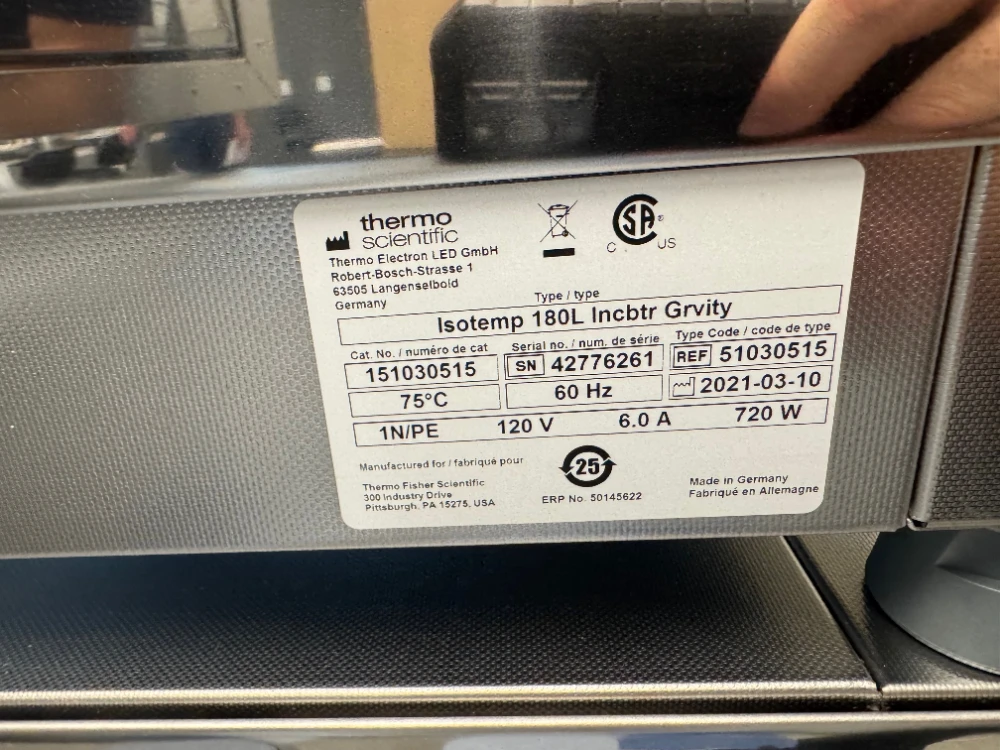 thermo
scientific
Thermo Electron LED GmbH
Robert-Bosch-Strasse 1
63505 Langenselbold
Germany
SA®
C US
Type / type
Isotemp 180L Incbtr Grvity
Cat. No. / numéro de cat
Serial no. / num. de série
Type Code / code de type
151030515
SN 42776261
REF 51030515
75°C
60 Hz
2021-03-10
1N/PE 120 V 6.0 A 720 W
Manufactured for / fabriqué pour
Thermo Fisher Scientific
300 Industry Drive
Pittsburgh, PA 15275, USA
25
ERP No. 50145622
Made in Germany
Fabriqué en Allemagne